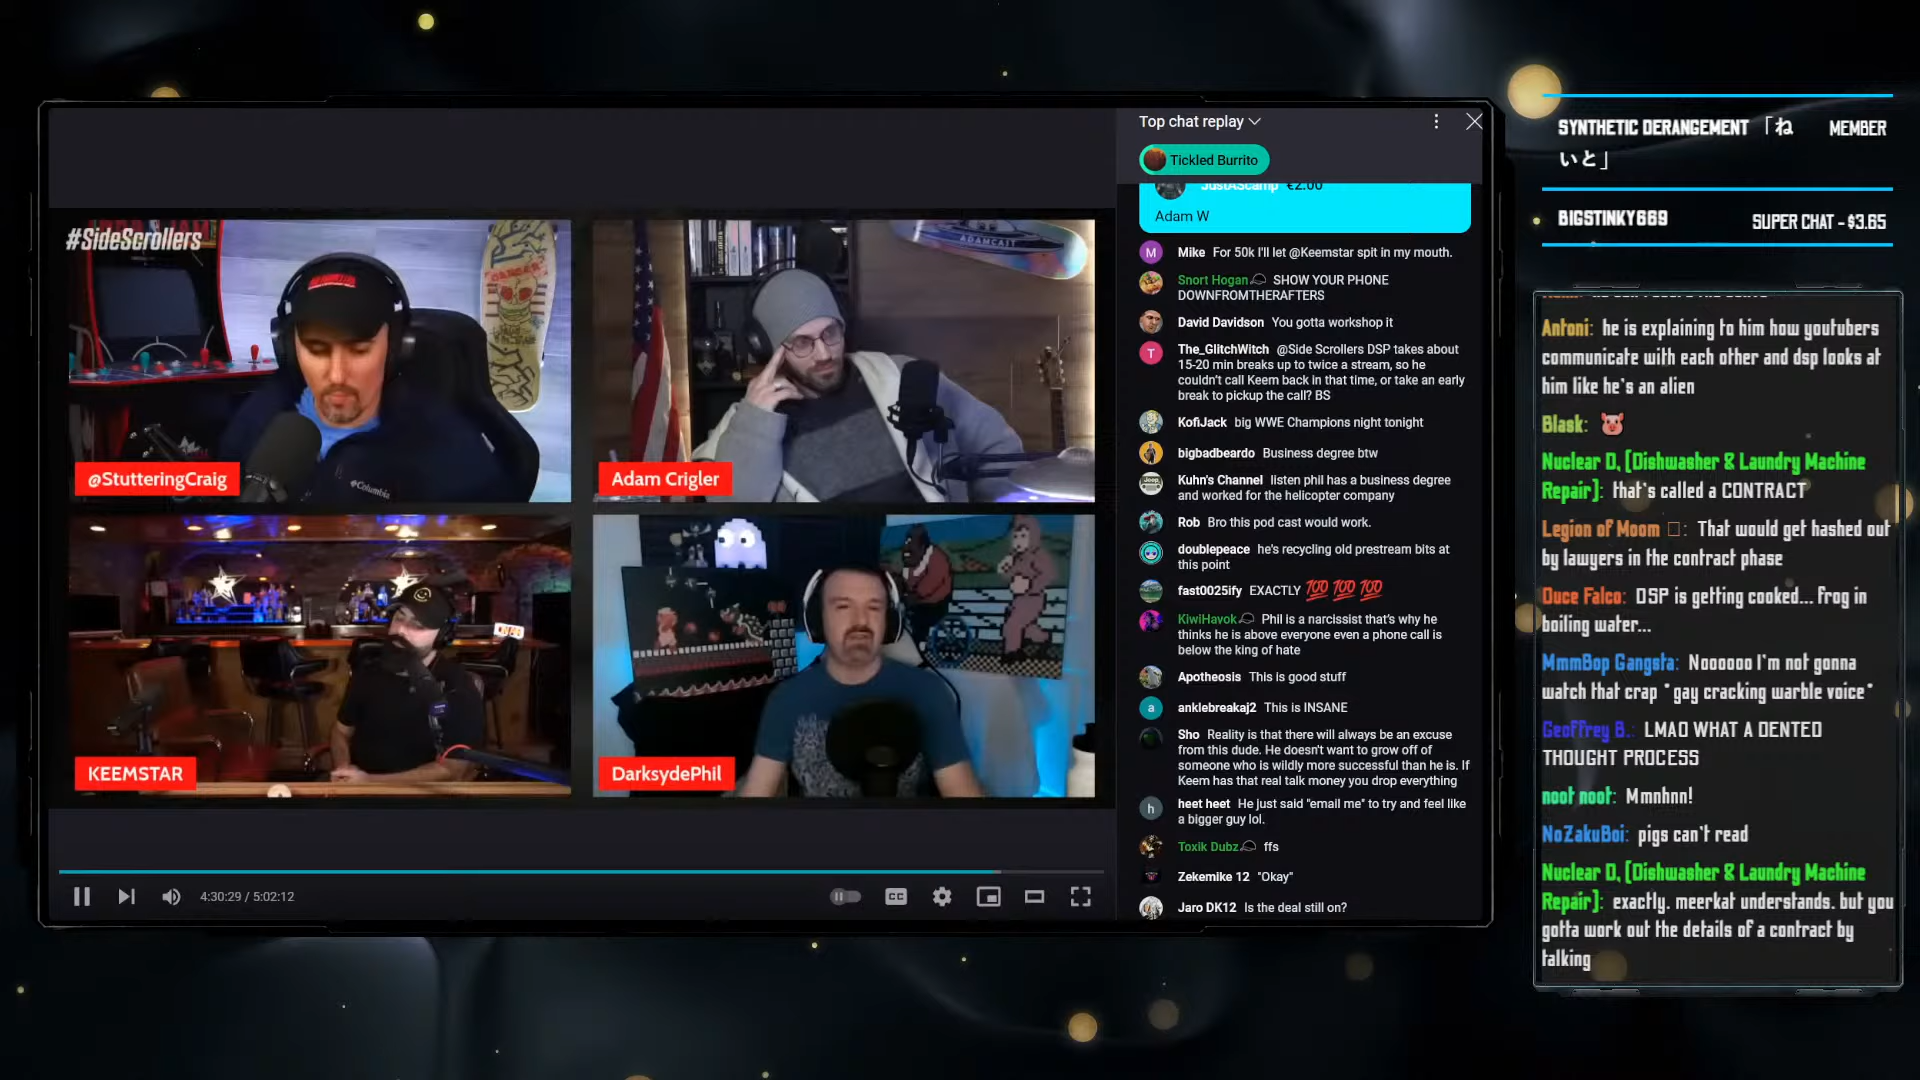 #SideScrollers
ADAMCAST
@StutteringCraig
Columbia
Adam Crigler
KEEMSTAR
DarksydePhil
4:30:29 / 5:02:12
CC
Top chat replay
Tickled Burrito
JustAScamp €2.00
Adam W
M
Mike For 50k I'll let @Keemstar spit in my mouth.
Snort Hogan SHOW YOUR PHONE
DOWNFROMTHERAFTERS
David Davidson You gotta workshop it
T
The_GlitchWitch @Side Scrollers DSP takes about
15-20 min breaks up to twice a stream, so he
couldn't call Keem back in that time, or take an early
break to pickup the call? BS
KofiJack big WWE Champions night tonight
bigbadbeardo Business degree btw
Kuhn's Channel listen phil has a business degree
and worked for the helicopter company
Rob Bro this pod cast would work.
doublepeace he's recycling old prestream bits at
this point
fast0025ify EXACTLY 💯 💯 💯
KiwiHavok Phil is a narcissist that's why he
thinks he is above everyone even a phone call is
below the king of hate
Apotheosis This is good stuff
a
anklebreakaj2 This is INSANE
Sho Reality is that there will always be an excuse
from this dude. He doesn't want to grow off of
someone who is wildly more successful than he is. If
Keem has that real talk money you drop everything
h
heet heet He just said "email me" to try and feel like
a bigger guy lol.
Toxik Dubz ffs
Zekemike 12 "Okay"
Jaro DK12 Is the deal still on?
SYNTHETIC DERANGEMENT 「ね
いと」
MEMBER
BIGSTINKY669
SUPER CHAT - $3.65
Antoni: he is explaining to him how youtubers
communicate with each other and dsp looks at
him like he's an alien
Blask: 🐷
Nuclear D. [Dishwasher & Laundry Machine
Repair]: that's called a CONTRACT
Legion of Moom □: That would get hashed out
by lawyers in the contract phase
Duce Falco: DSP is getting cooked... Frog in
boiling water...
MmmBop Gangsta: Noooooo I'm not gonna
watch that crap *gay cracking warble voice*
Geoffrey B.: LMAO WHAT A DENTED
THOUGHT PROCESS
noot noot: Mmnhnn!
NoZakuBoi: pigs can't read
Nuclear D. [Dishwasher & Laundry Machine
Repair]: exactly. meerkat understands. but you
gotta work out the details of a contract by
talking